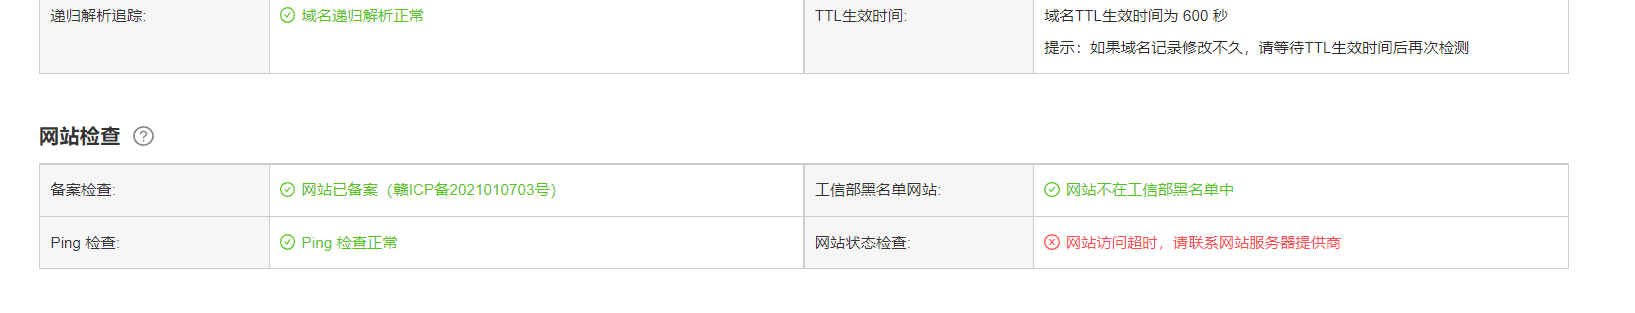 递归解析追踪:
域名递归解析正常
TTL生效时间:
域名TTL生效时间为 600 秒
提示：如果域名记录修改不久，请等待TTL生效时间后再次检测
网站检查 ?
备案检查:
网站已备案（赣ICP备2021010703号）
工信部黑名单网站:
网站不在工信部黑名单中
Ping 检查:
Ping 检查正常
网站状态检查:
网站访问超时，请联系网站服务器提供商